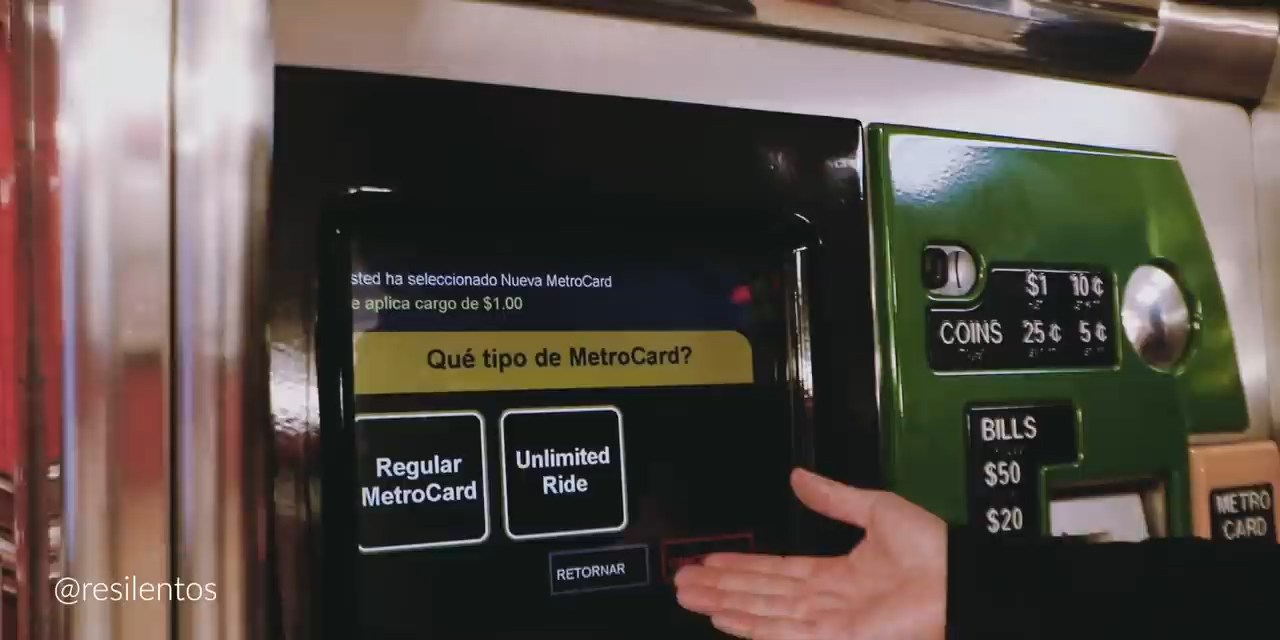 sted ha seleccionado Nueva MetroCard
e aplica cargo de $1.00
Qué tipo de MetroCard?
Regular
MetroCard
Unlimited
Ride
RETORNAR
$1 10¢
COINS 25¢ 5¢
BILLS
$50
$20
METRO
CARD
@resilentos